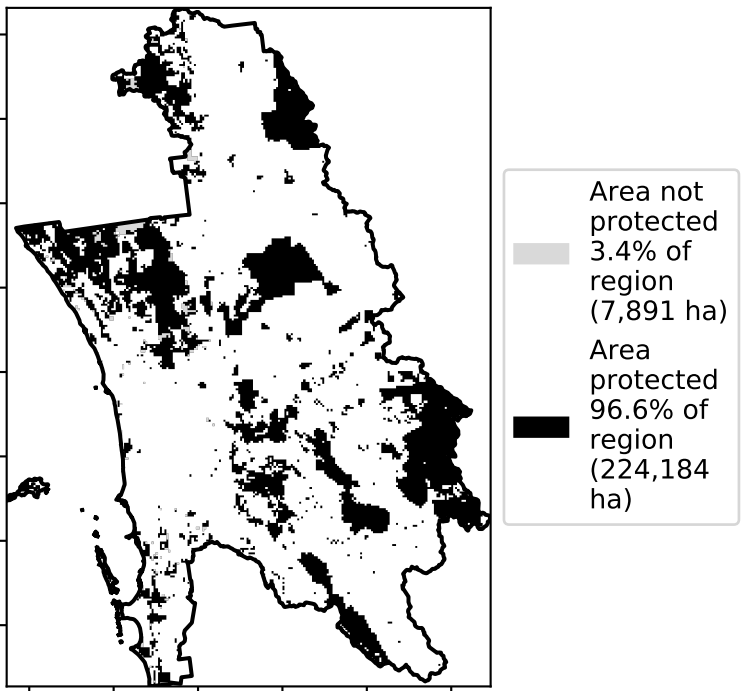 Area not
protected
3.4% of
region
(7,891 ha)
Area
protected
96.6% of
region
(224,184
ha)